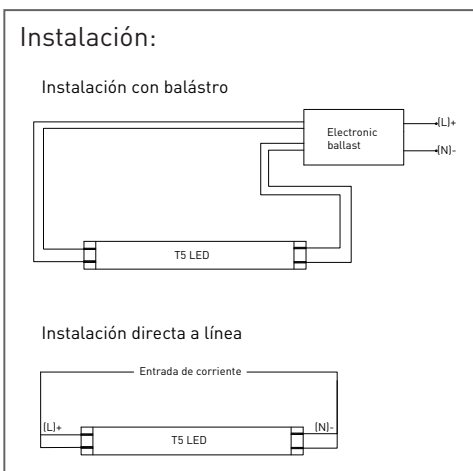 Instalación:
Instalación con balástro
Electronic
ballast
(L)+
(N)-
T5 LED
Instalación directa a línea
Entrada de corriente
(L)+
(N)-
T5 LED